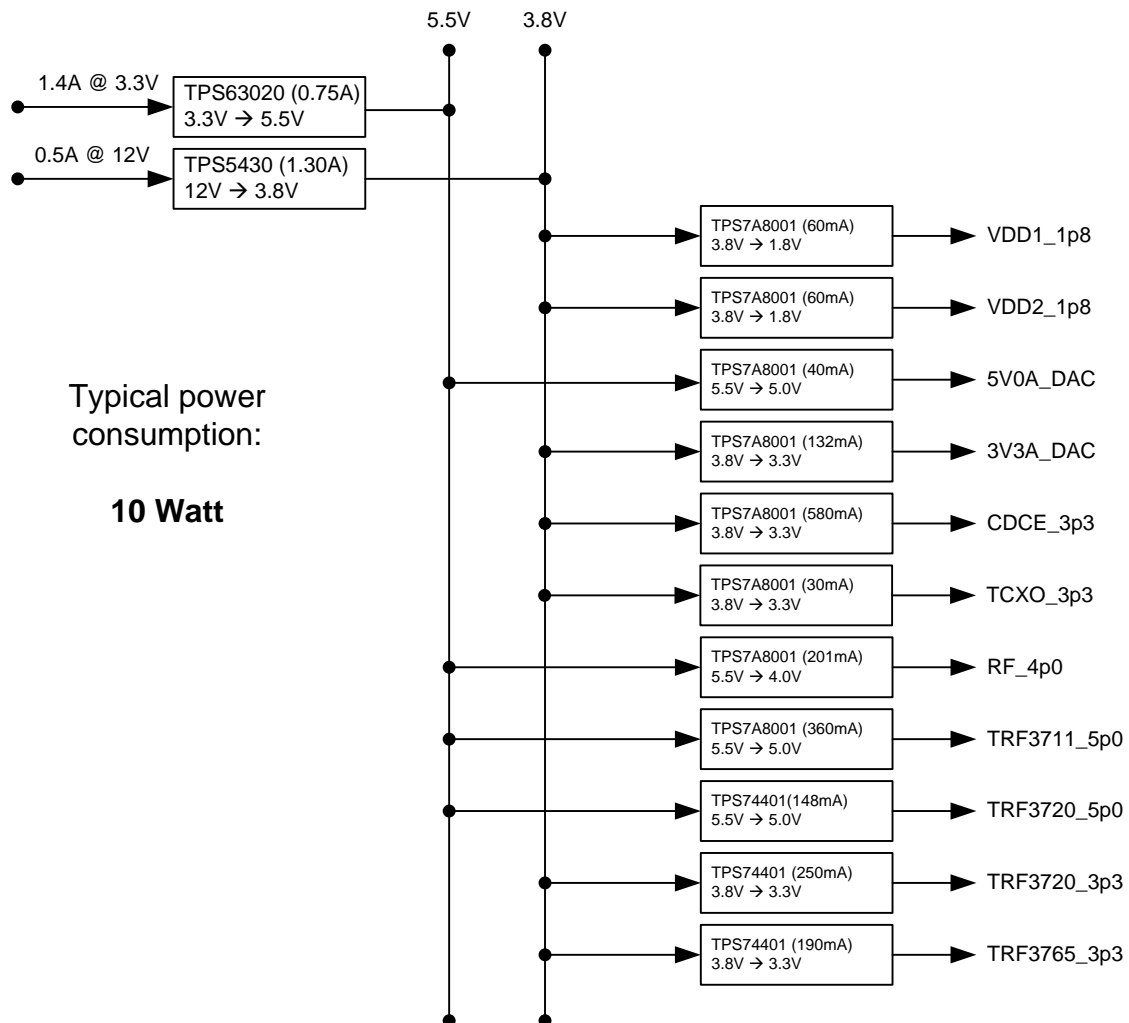 5.5V
3.8V
1.4A @ 3.3V
TPS63020 (0.75A)
3.3V → 5.5V
0.5A @ 12V
TPS5430 (1.30A)
12V → 3.8V
TPS7A8001 (60mA)
3.8V → 1.8V
VDD1_1p8
TPS7A8001 (60mA)
3.8V → 1.8V
VDD2_1p8
TPS7A8001 (40mA)
5.5V → 5.0V
5V0A_DAC
Typical power
consumption:
10 Watt
TPS7A8001 (132mA)
3.8V → 3.3V
3V3A_DAC
TPS7A8001 (580mA)
3.8V → 3.3V
CDCE_3p3
TPS7A8001 (30mA)
3.8V → 3.3V
TCXO_3p3
TPS7A8001 (201mA)
5.5V → 4.0V
RF_4p0
TPS7A8001 (360mA)
5.5V → 5.0V
TRF3711_5p0
TPS74401(148mA)
5.5V → 5.0V
TRF3720_5p0
TPS74401 (250mA)
3.8V → 3.3V
TRF3720_3p3
TPS74401 (190mA)
3.8V → 3.3V
TRF3765_3p3